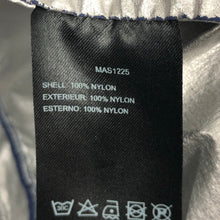 MAS1225
SHELL: 100% NYLON
EXTERIEUR: 100% NYLON
ESTERNO: 100% NYLON